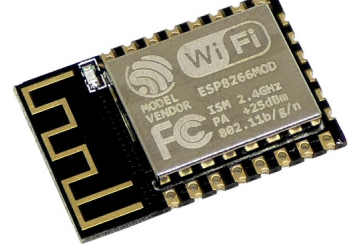 Wi Fi
ESP8266MOD
MODEL
VENDOR
ISM 2.4GHz
PA +25dBm
802.11b/g/n
FC